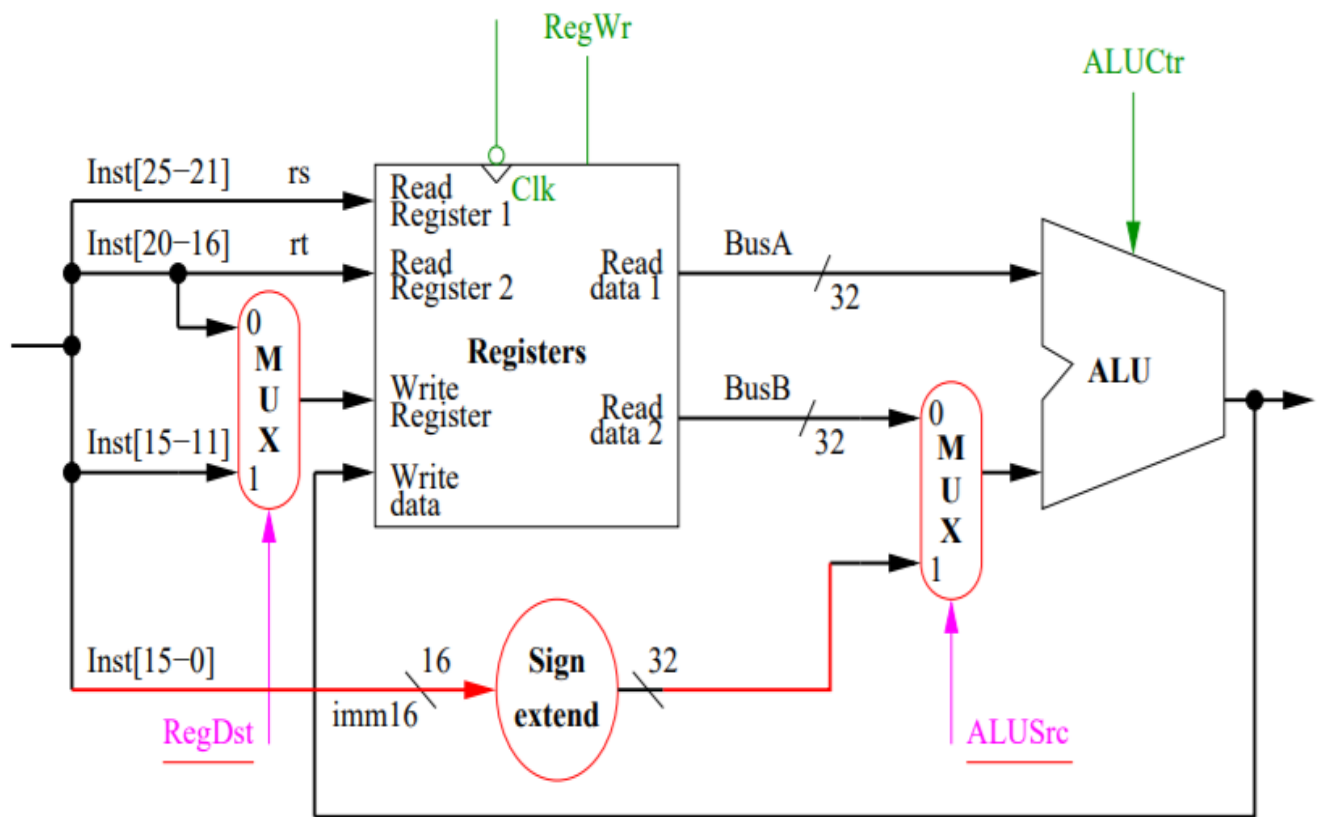 RegWr
ALUCtr
Inst[25−21] rs
Read
Register 1
Clk
Inst[20−16] rt
Read
Register 2
Read
data 1
BusA
32
0
M
U
X
1
Registers
ALU
Write
Register
Read
data 2
BusB
32
0
M
U
X
1
Inst[15−11]
Write
data
Inst[15−0]
imm16
16
Sign
extend
32
RegDst
ALUSrc